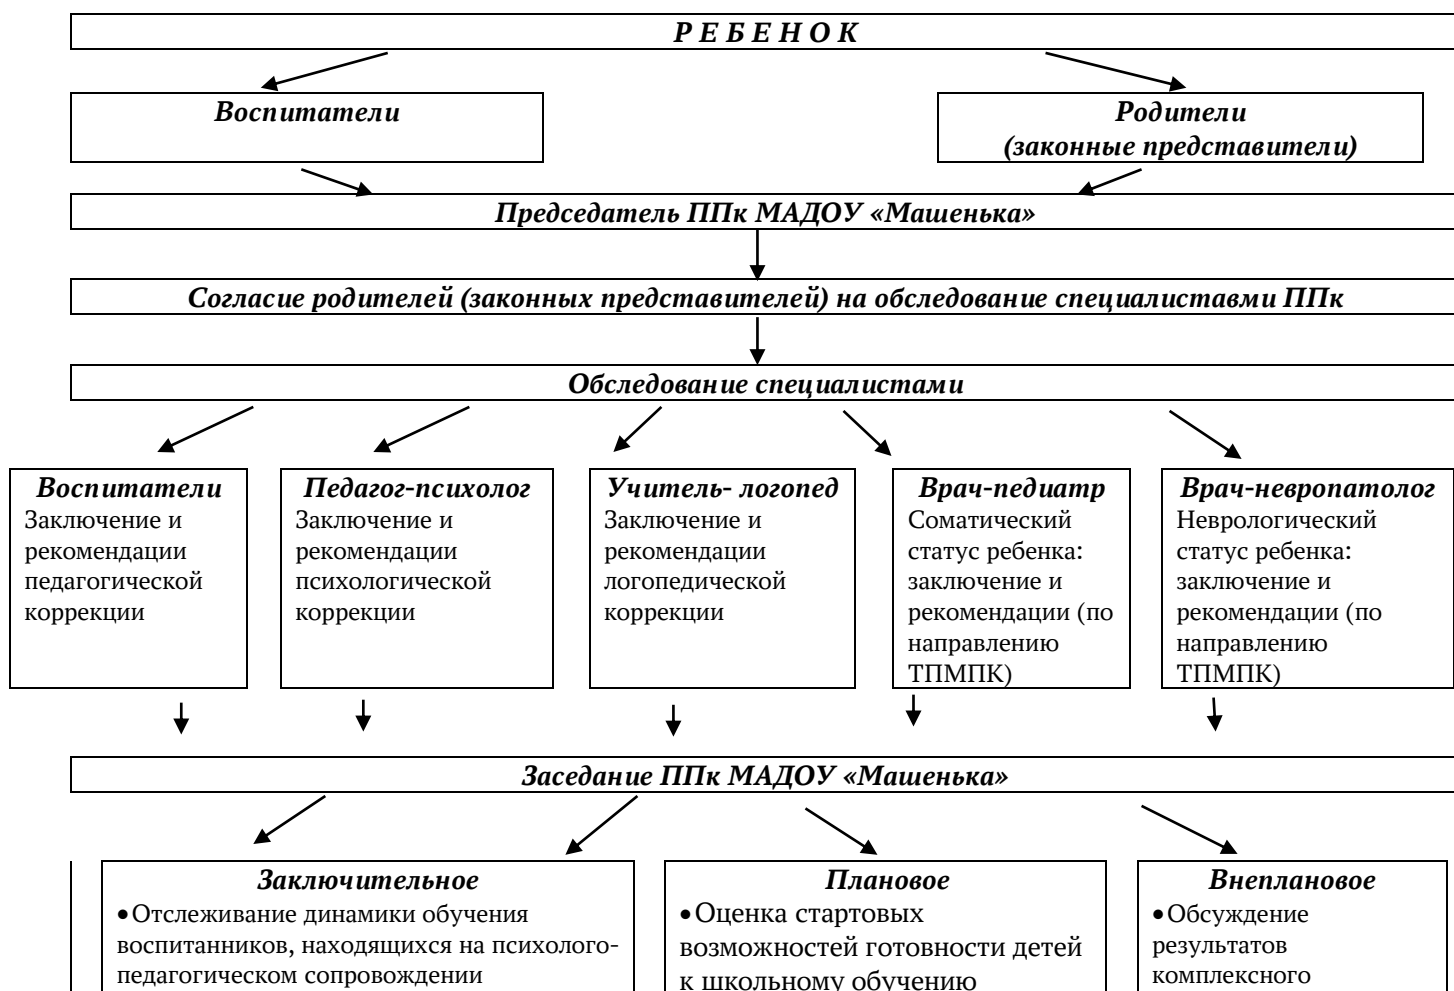 Р Е Б Е Н О К
Воспитатели
Родители
(законные представители)
Председатель ППк МАДОУ «Машенька»
Согласие родителей (законных представителей) на обследование специалиставми ППк
Обследование специалистами
Воспитатели
Заключение и
рекомендации
педагогической
коррекции
Педагог-психолог
Заключение и
рекомендации
психологической
коррекции
Учитель- логопед
Заключение и
рекомендации
логопедической
коррекции
Врач-педиатр
Соматический
статус ребенка:
заключение и
рекомендации (по
направлению
ТПМПК)
Врач-невропатолог
Неврологический
статус ребенка:
заключение и
рекомендации (по
направлению
ТПМПК)
Заседание ППк МАДОУ «Машенька»
Заключительное
•Отслеживание динамики обучения
воспитанников, находящихся на психолого-
педагогическом сопровождении
Плановое
•Оценка стартовых
возможностей готовности детей
к школьному обучению
Внеплановое
•Обсуждение
результатов
комплексного